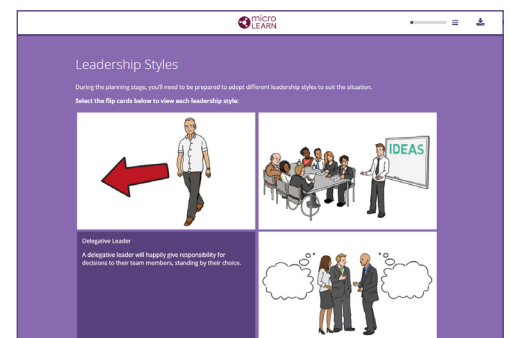 micro
LEARN
Leadership Styles
During the planning stage, you'll need to be prepared to adopt different leadership styles to suit the situation.
Select the flip cards below to view each leadership style:
IDEAS
Delegative Leader
A delegative leader will happily give responsibility for
decisions to their team members, standing by their choice.